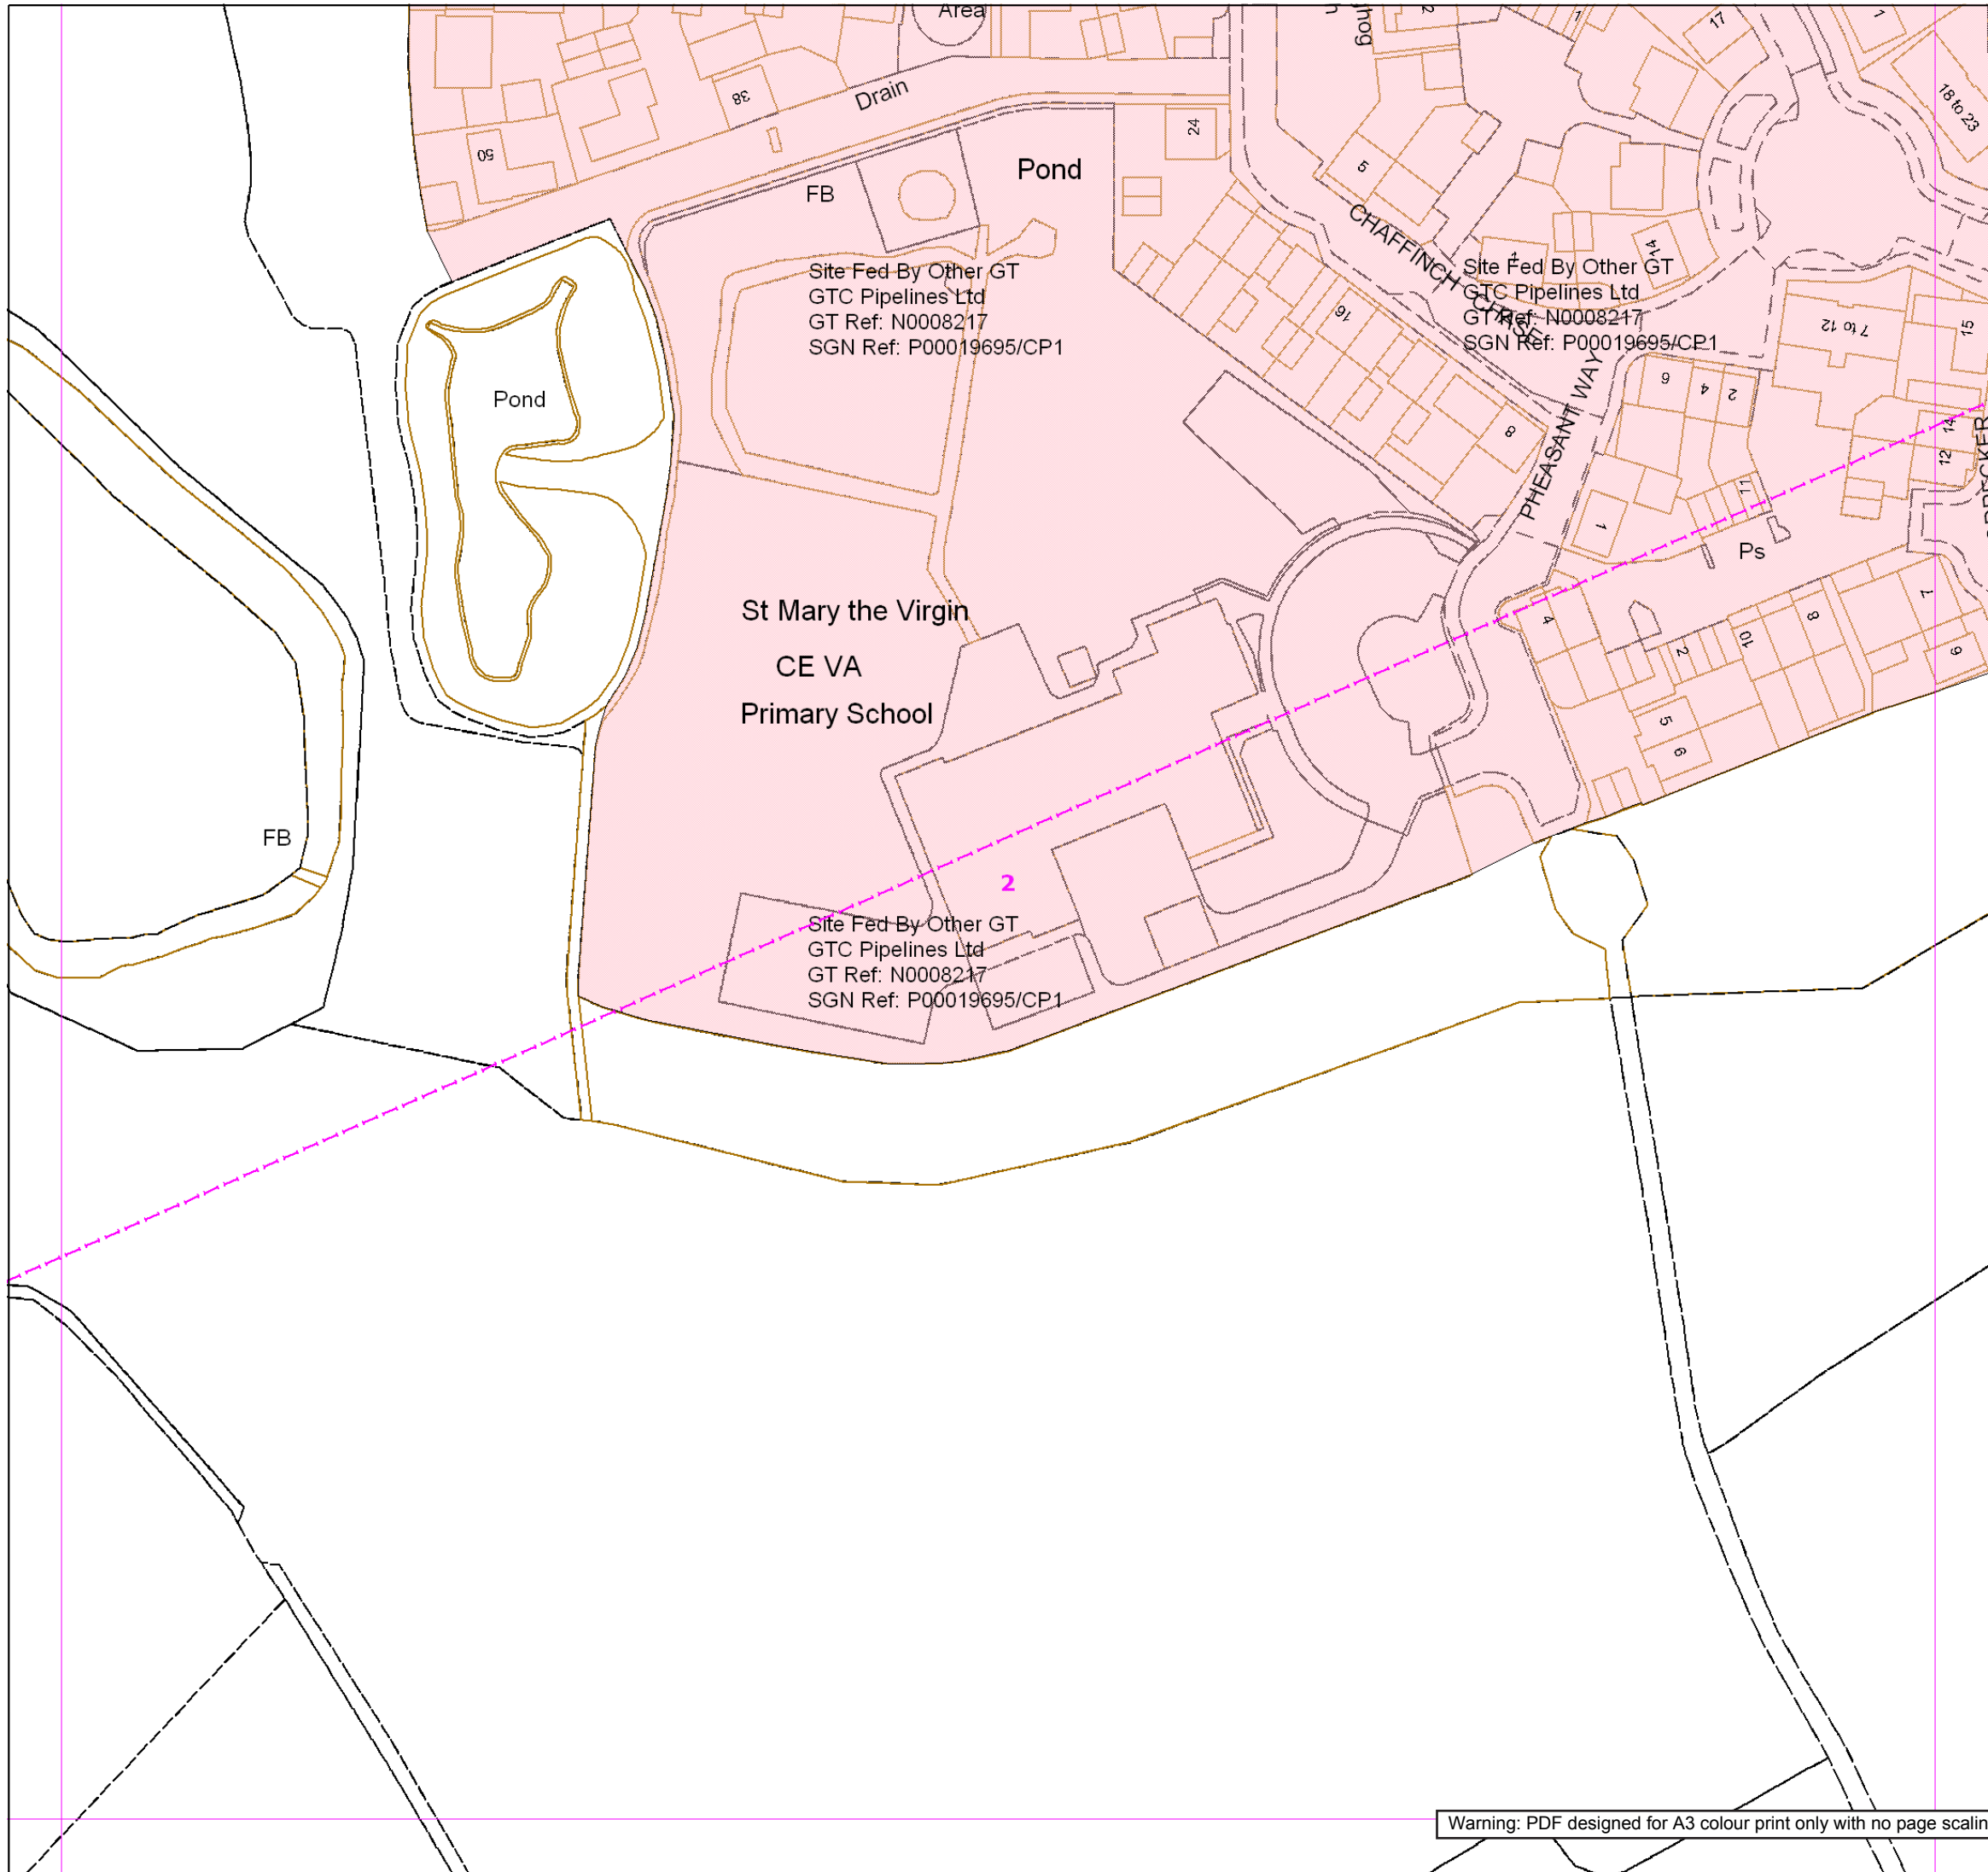 Area
Drain
38
50
FB
Pond
24
5
17
1
1
2
18 to 23
CHAFFINCH CHASE
14
Site Fed By Other GT
GTC Pipelines Ltd
GT Ref: N0008217
SGN Ref: P00019695/CP1
Site Fed By Other GT
GTC Pipelines Ltd
GT Ref: N0008217
SGN Ref: P00019695/CP1
16
7 to 12
15
Pond
6
4
2
8
PHEASANT WAY
14
12
11
1
Ps
St Mary the Virgin
CE VA
Primary School
4
2
10
8
7
5
6
FB
2
Site Fed By Other GT
GTC Pipelines Ltd
GT Ref: N0008217
SGN Ref: P00019695/CP1
Warning: PDF designed for A3 colour print only with no page